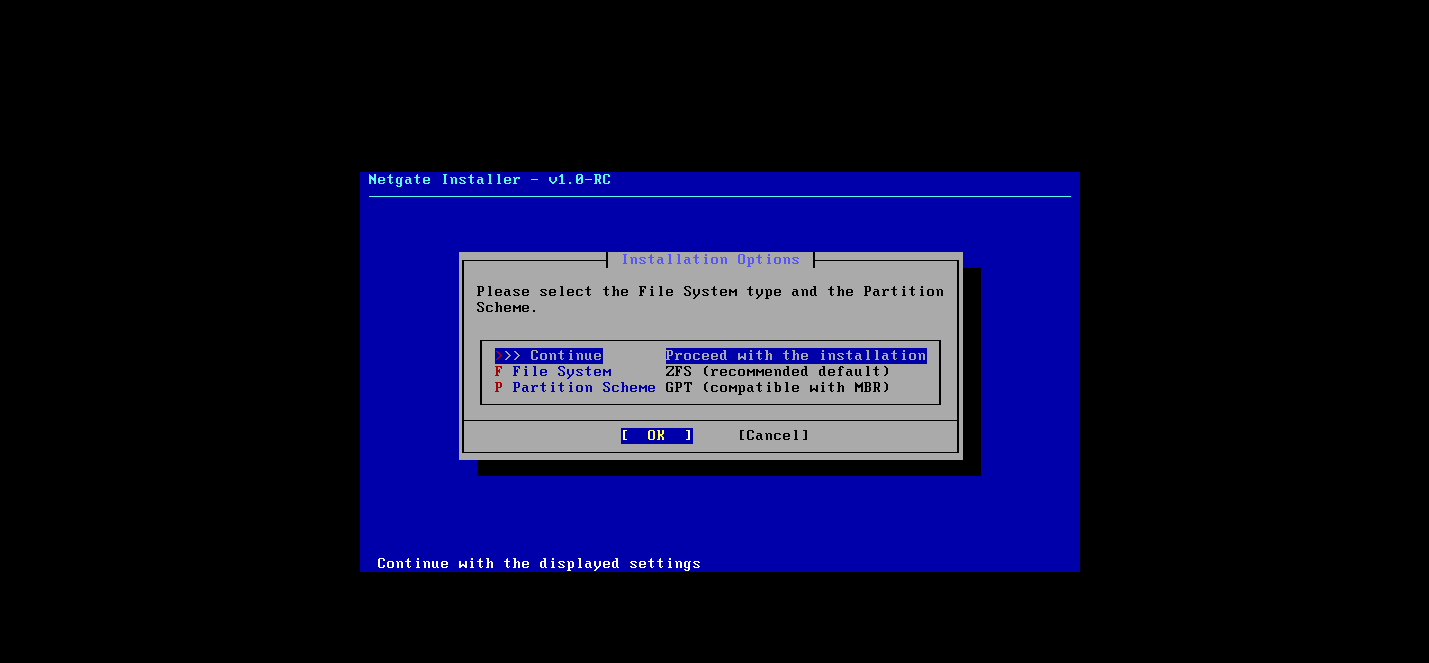 Netgate Installer - v1.0-RC
Installation Options
Please select the File System type and the Partition
Scheme.
>>> Continue Proceed with the installation
F File System ZFS (recommended default)
P Partition Scheme GPT (compatible with MBR)
[ OK ] [Cancel]
Continue with the displayed settings